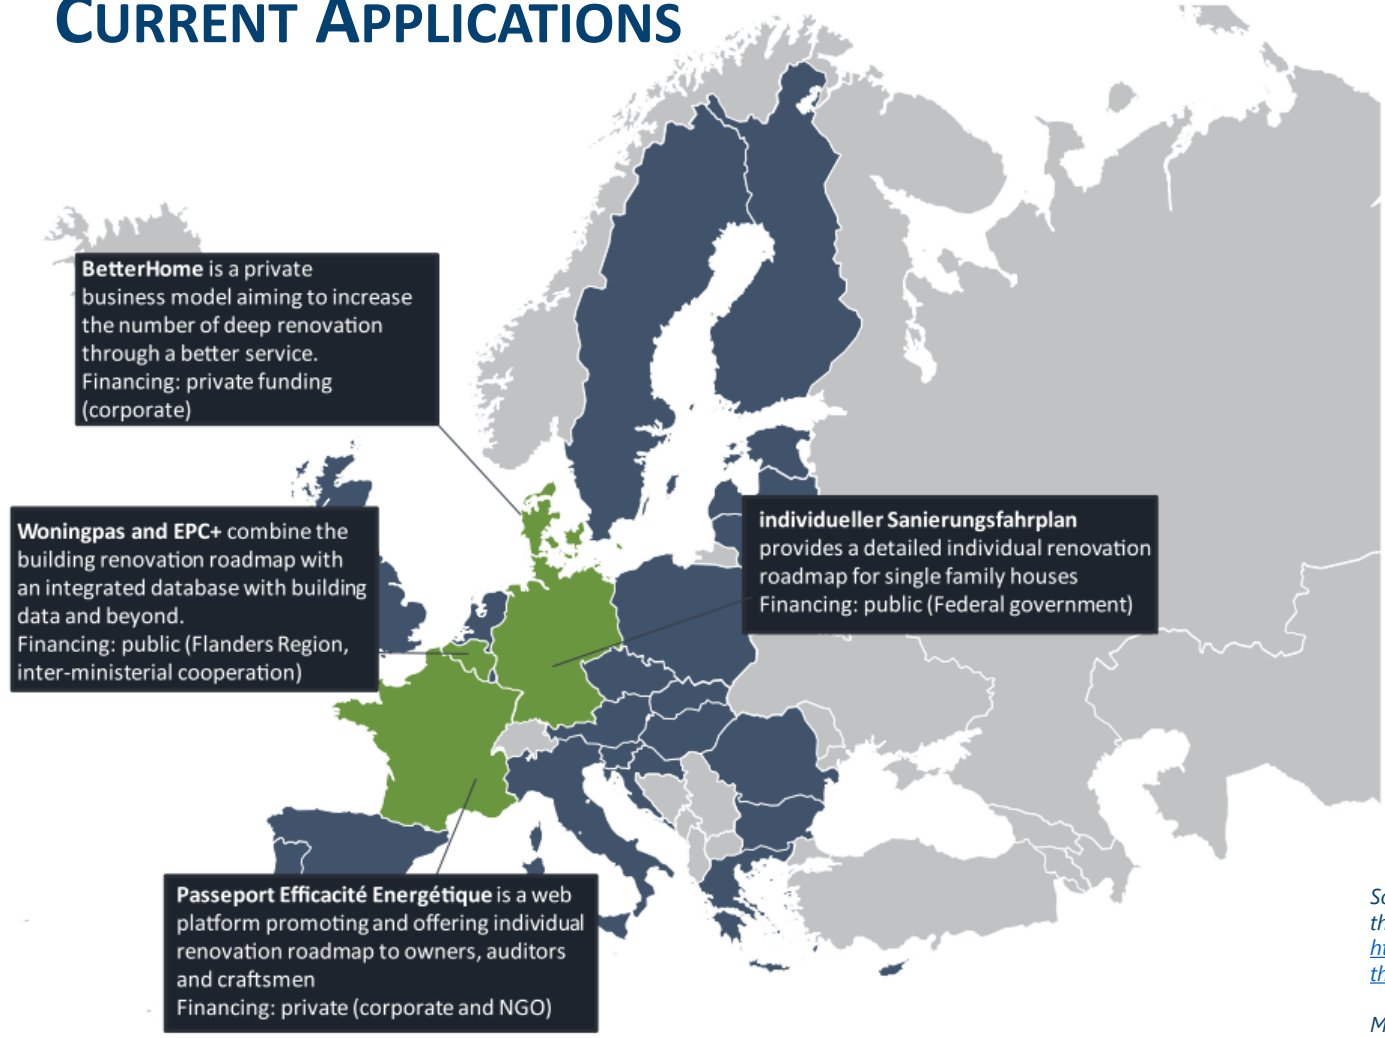 CURRENT APPLICATIONS
BetterHome is a private
business model aiming to increase
the number of deep renovation
through a better service.
Financing: private funding
(corporate)
Woningpas and EPC+ combine the
building renovation roadmap with
an integrated database with building
data and beyond.
Financing: public (Flanders Region,
inter-ministerial cooperation)
individueller Sanierungsfahrplan
provides a detailed individual renovation
roadmap for single family houses
Financing: public (Federal government)
Passeport Efficacité Energétique is a web
platform promoting and offering individual
renovation roadmap to owners, auditors
and craftsmen
Financing: private (corporate and NGO)